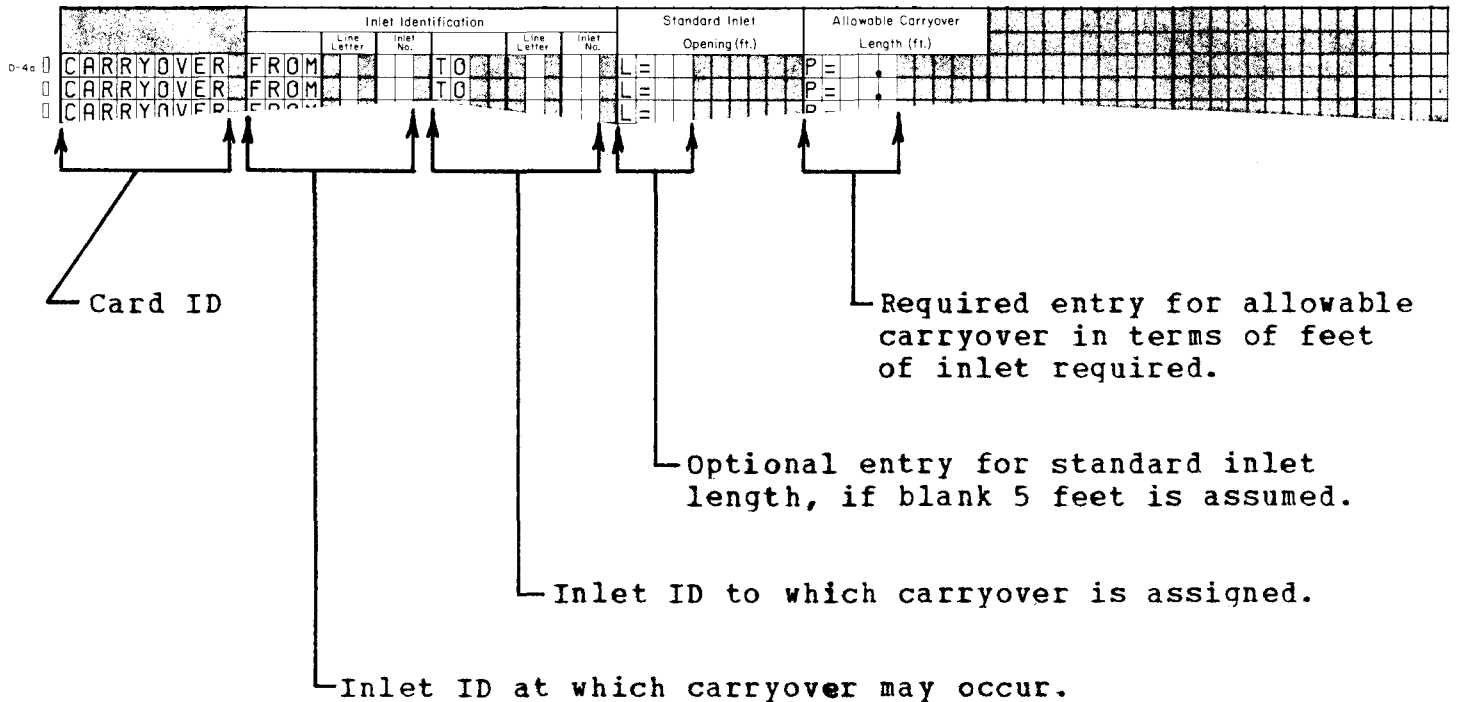 Inlet Identification Standard Inlet Allowable Carryover
Line Letter Inlet No. Line Letter Inlet No. Opening (ft.) Length (ft.)
D-4a CARRYOVER FROM TO L= P= .
CARRYOVER FROM TO L= P= .
CARRYOVER FROM L= P=
Card ID
Required entry for allowable
carryover in terms of feet
of inlet required.
Optional entry for standard inlet
length, if blank 5 feet is assumed.
Inlet ID to which carryover is assigned.
Inlet ID at which carryover may occur.